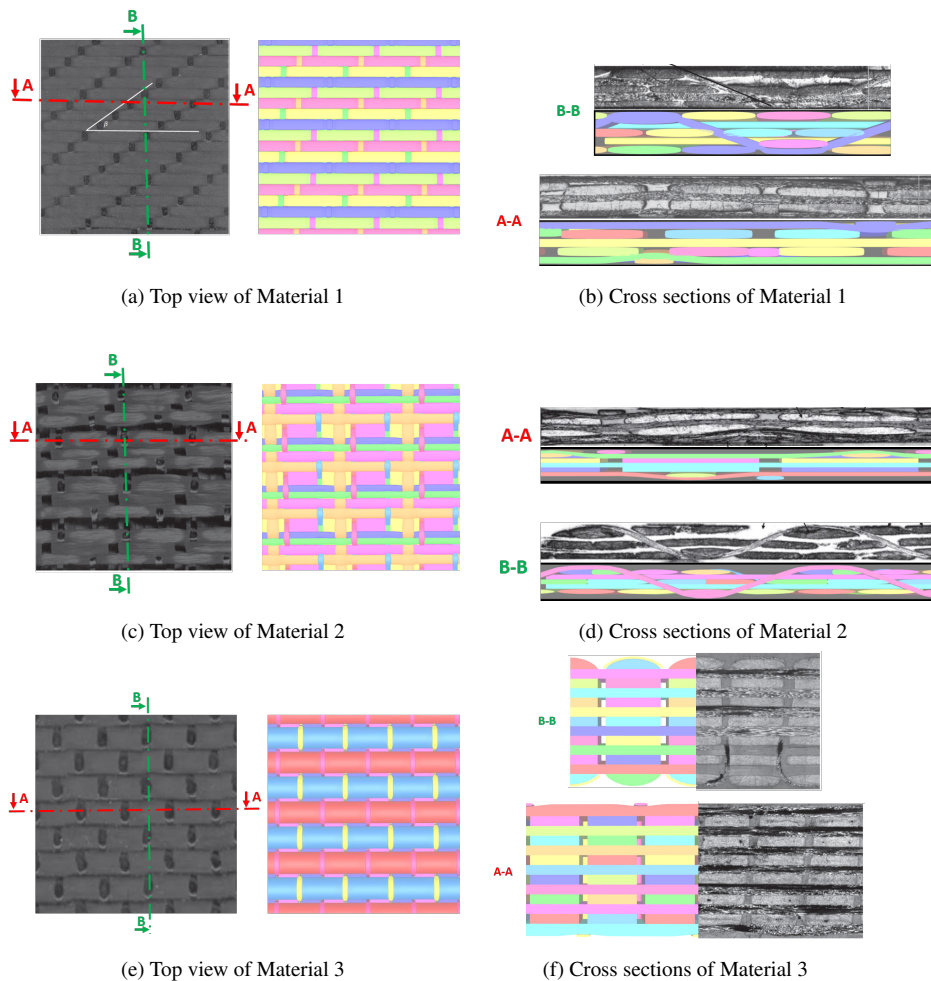 B
A
A
β
B
B-B
A-A
(a) Top view of Material 1
(b) Cross sections of Material 1
B
A
A
B
A-A
B-B
(c) Top view of Material 2
(d) Cross sections of Material 2
B
A
A
B
B-B
A-A
(e) Top view of Material 3
(f) Cross sections of Material 3